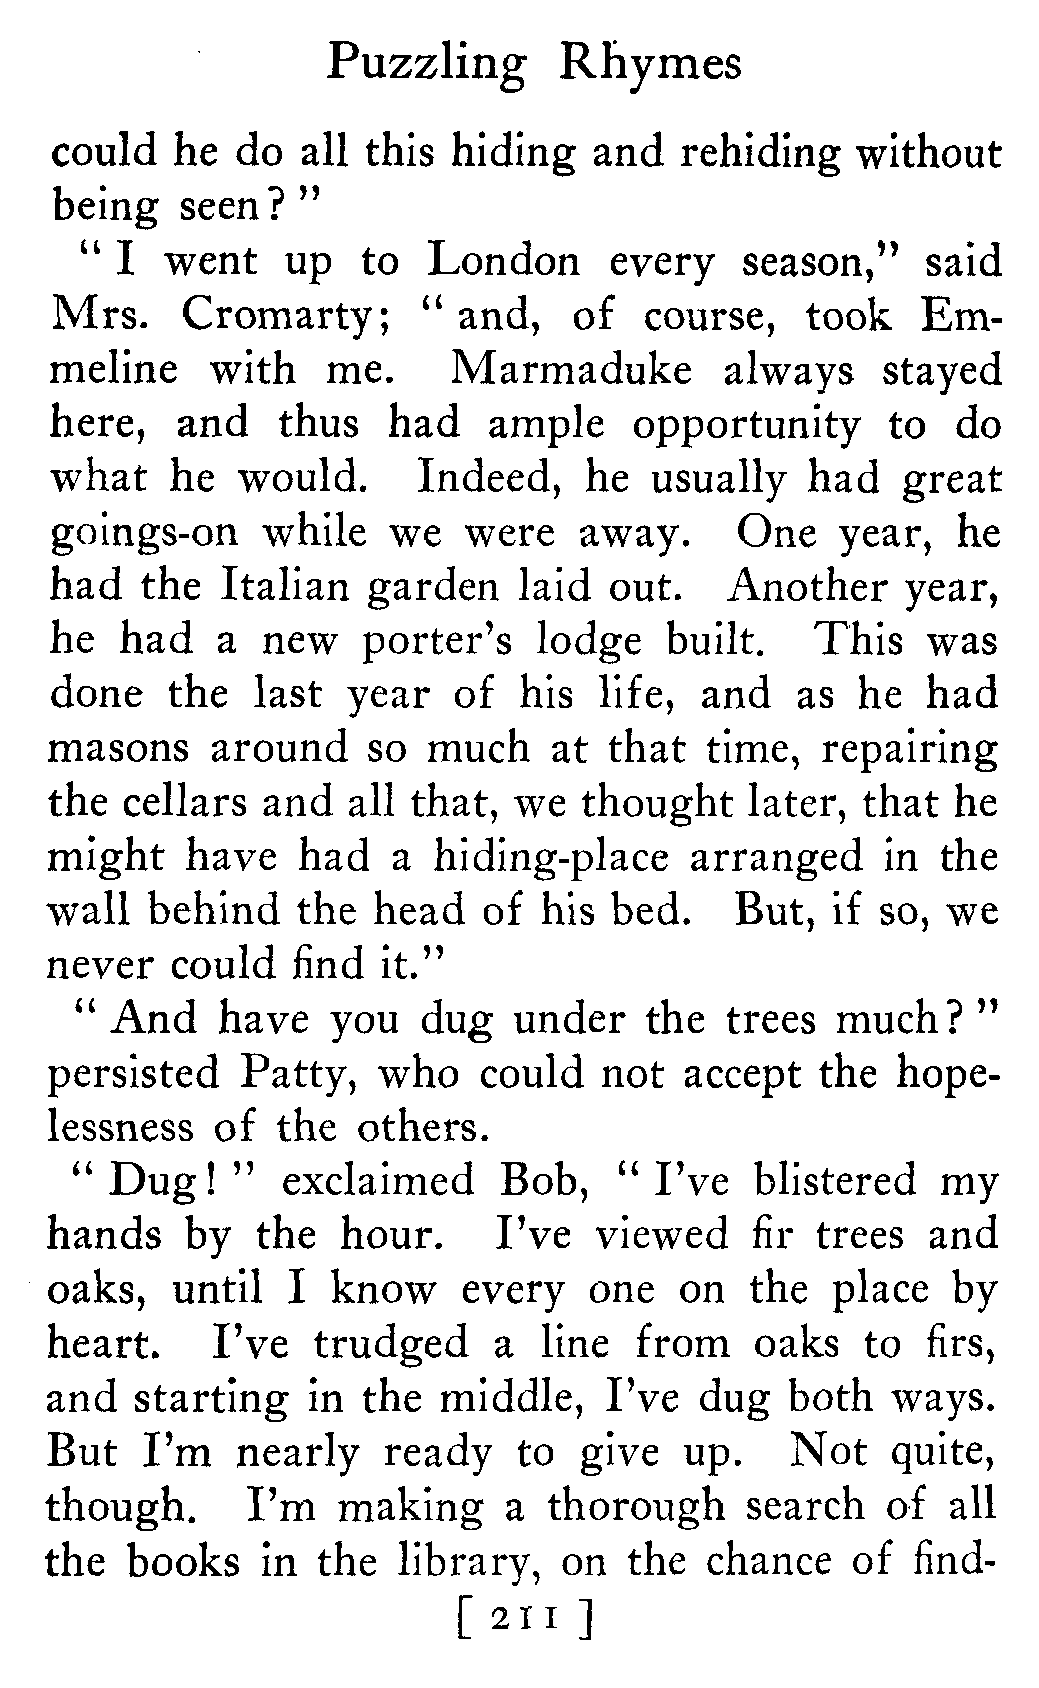 Puzzling Rhymes
could he do all this hiding and rehiding without
being seen? "
" I went up to London every season," said
Mrs. Cromarty; " and, of course, took Em-
meline with me. Marmaduke always stayed
here, and thus had ample opportunity to do
what he would. Indeed, he usually had great
goings-on while we were away. One year, he
had the Italian garden laid out. Another year,
he had a new porter's lodge built. This was
done the last year of his life, and as he had
masons around so much at that time, repairing
the cellars and all that, we thought later, that he
might have had a hiding-place arranged in the
wall behind the head of his bed. But, if so, we
never could find it."
" And have you dug under the trees much? "
persisted Patty, who could not accept the hope-
lessness of the others.
" Dug! " exclaimed Bob, " I've blistered my
hands by the hour. I've viewed fir trees and
oaks, until I know every one on the place by
heart. I've trudged a line from oaks to firs,
and starting in the middle, I've dug both ways.
But I'm nearly ready to give up. Not quite,
though. I'm making a thorough search of all
the books in the library, on the chance of find-
[ 211 ]